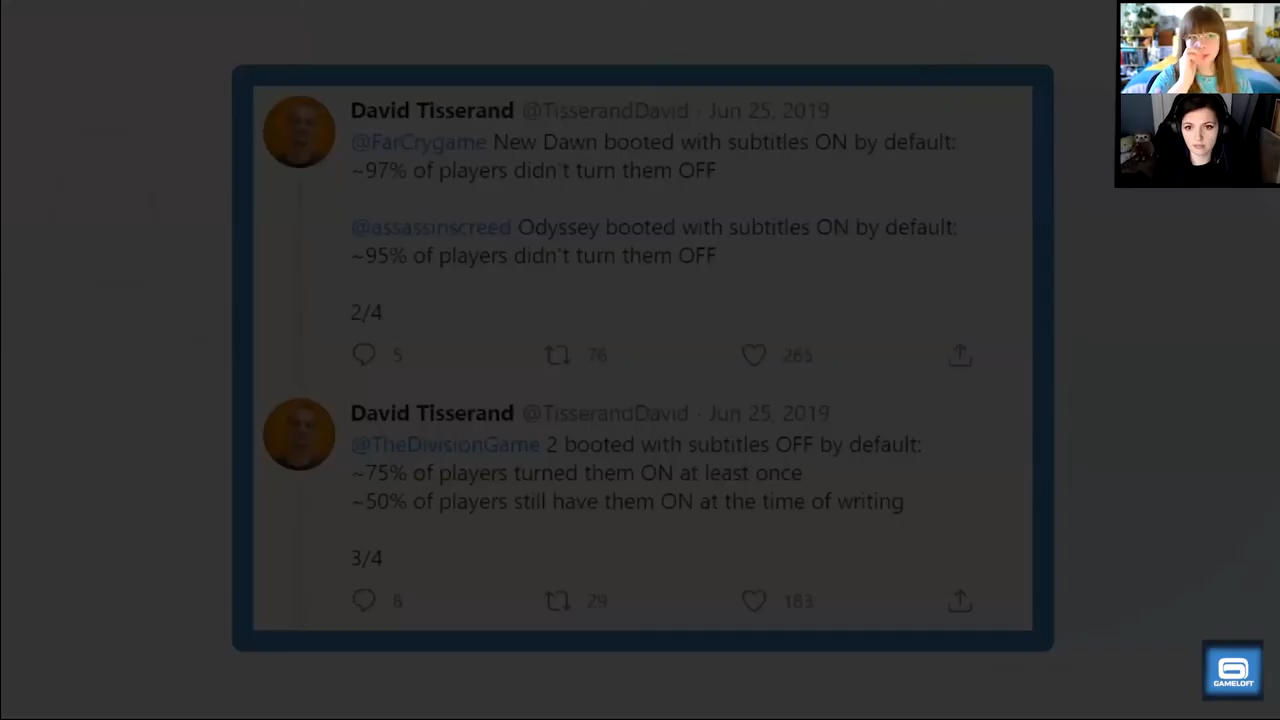 David Tisserand @TisserandDavid · Jun 25, 2019
@FarCrygame New Dawn booted with subtitles ON by default:
~97% of players didn't turn them OFF
@assassinscreed Odyssey booted with subtitles ON by default:
~95% of players didn't turn them OFF
2/4
5 76 265
David Tisserand @TisserandDavid · Jun 25, 2019
@TheDivisionGame 2 booted with subtitles OFF by default:
~75% of players turned them ON at least once
~50% of players still have them ON at the time of writing
3/4
8 29 183
GAMELOFT